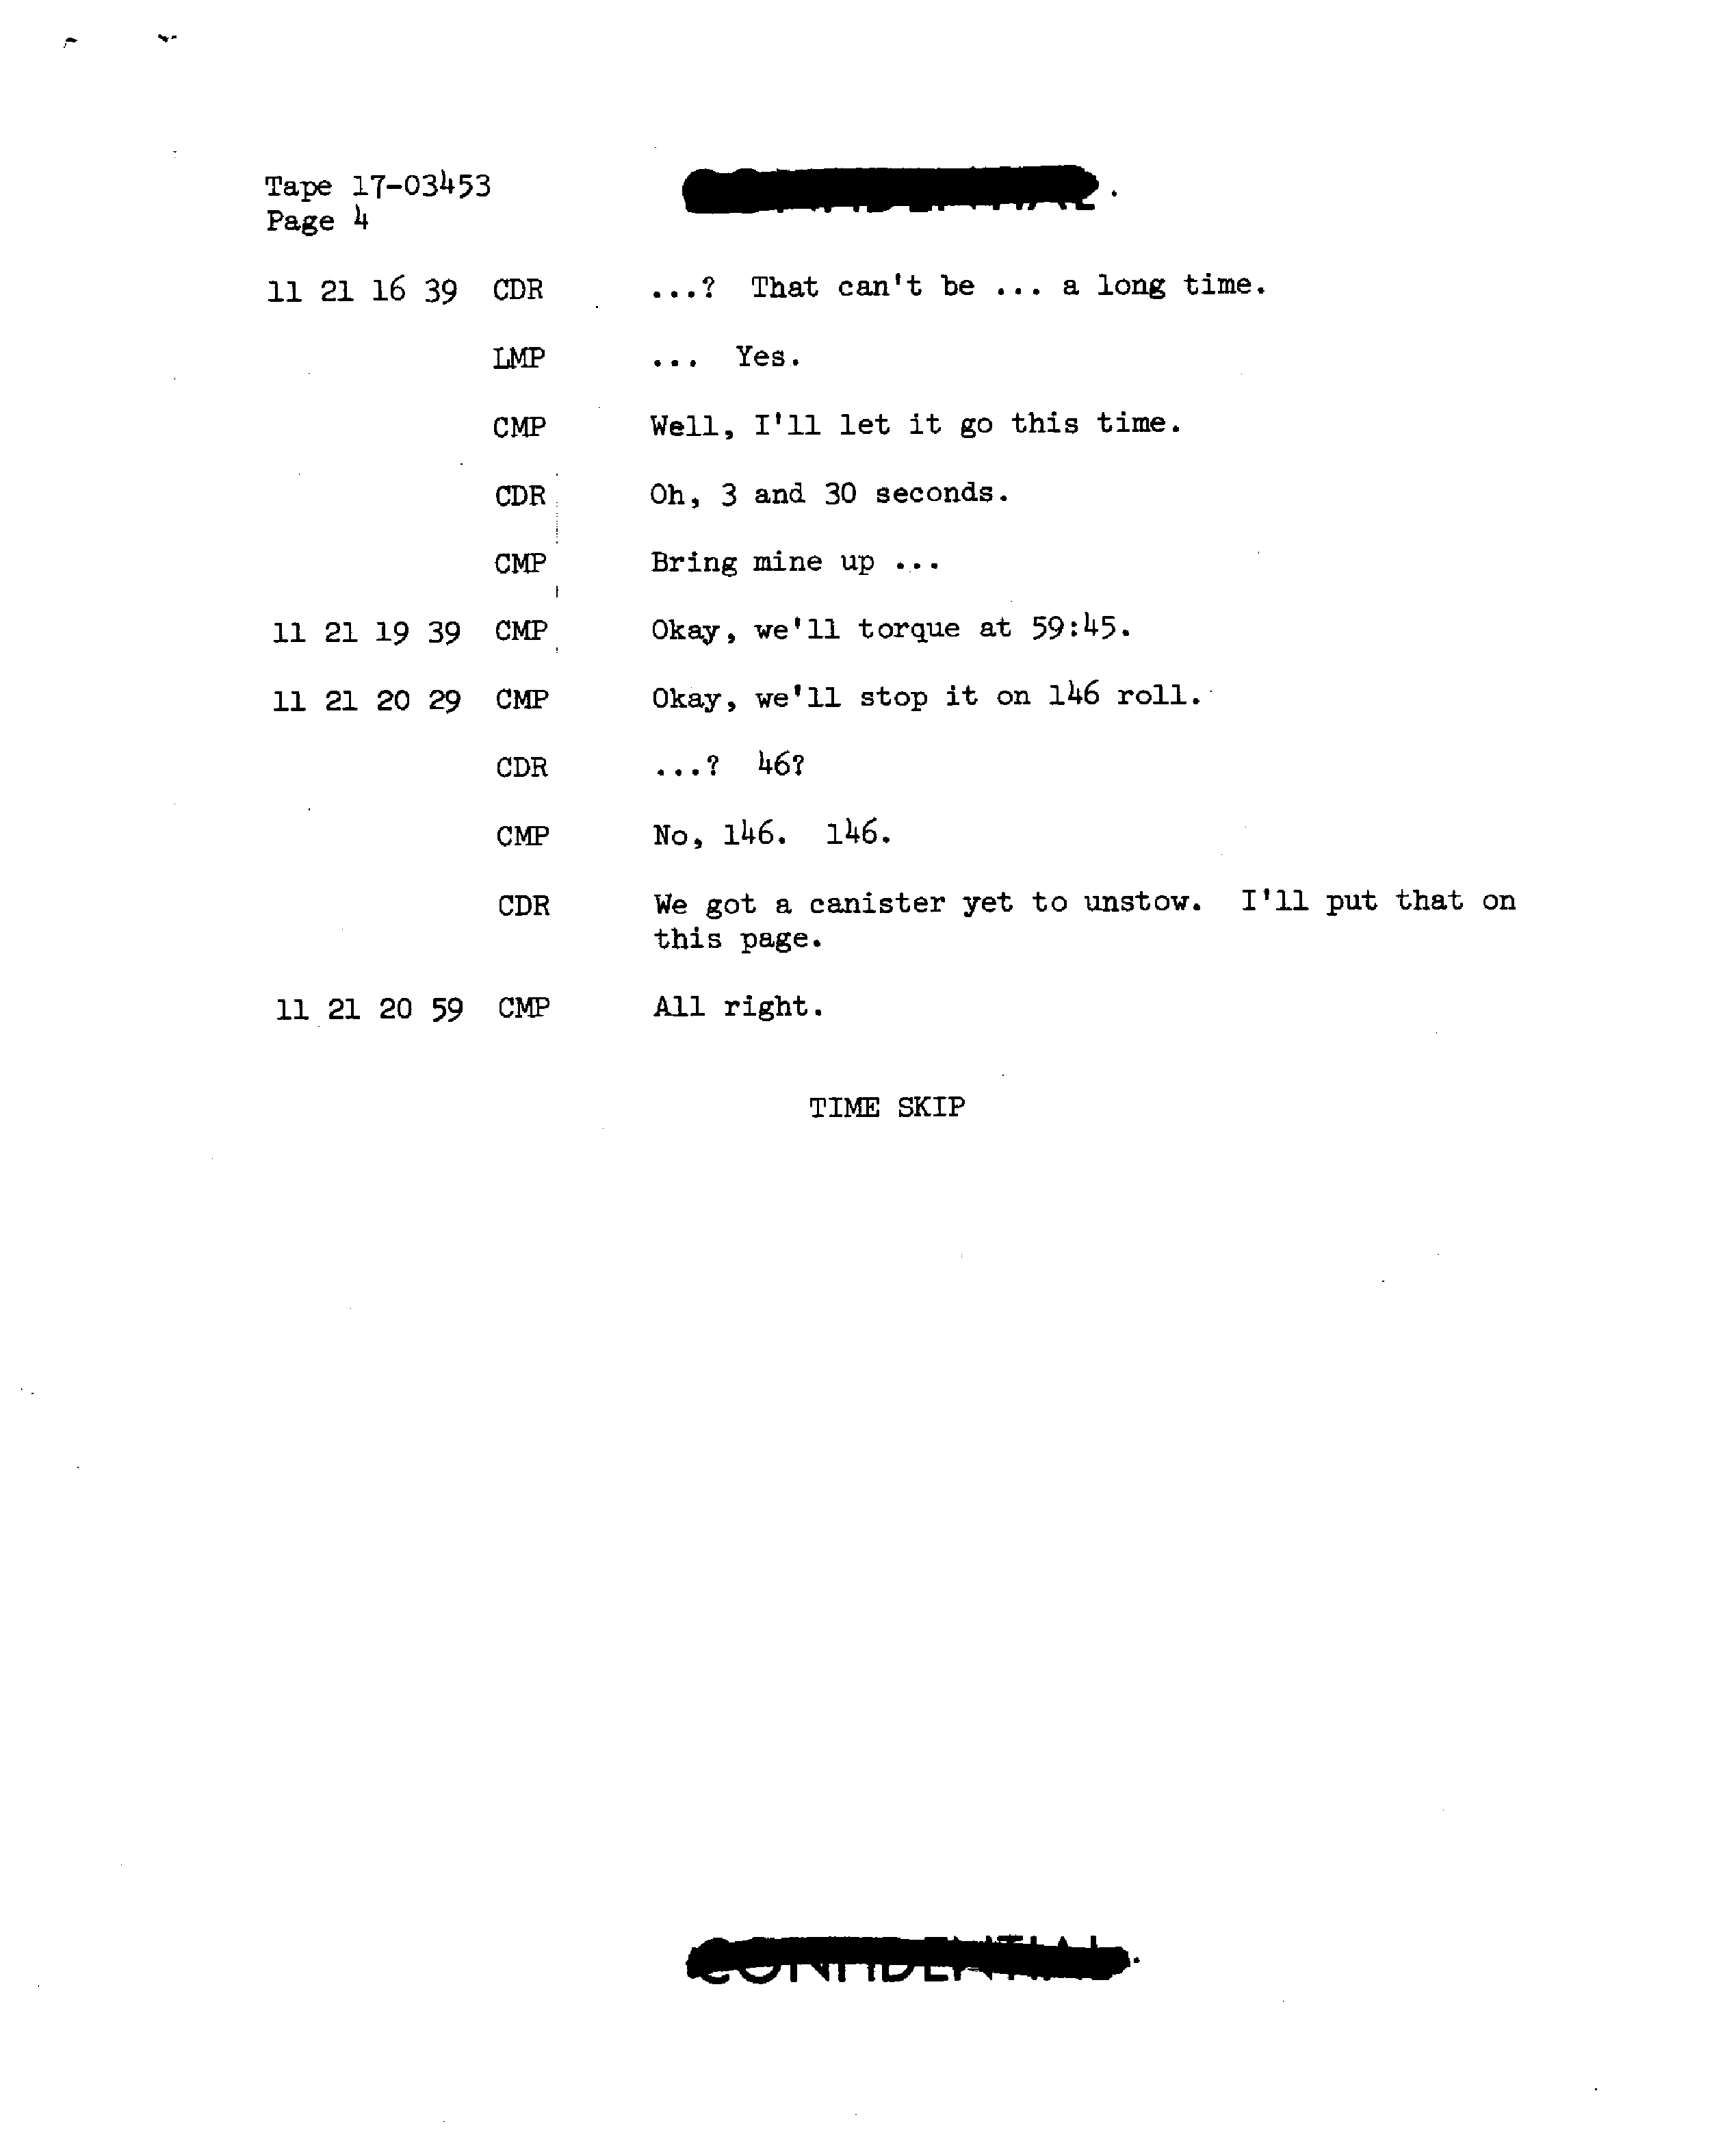 Tape 17-03453
Page 4
11 21 16 39 CDR ...? That can't be ... a long time.
LMP ... Yes.
CMP Well, I'll let it go this time.
CDR Oh, 3 and 30 seconds.
CMP Bring mine up ...
11 21 19 39 CMP Okay, we'll torque at 59:45.
11 21 20 29 CMP Okay, we'll stop it on 146 roll.
CDR ...? 46?
CMP No, 146. 146.
CDR We got a canister yet to unstow. I'll put that on
this page.
11 21 20 59 CMP All right.
TIME SKIP
CONFIDENTIAL